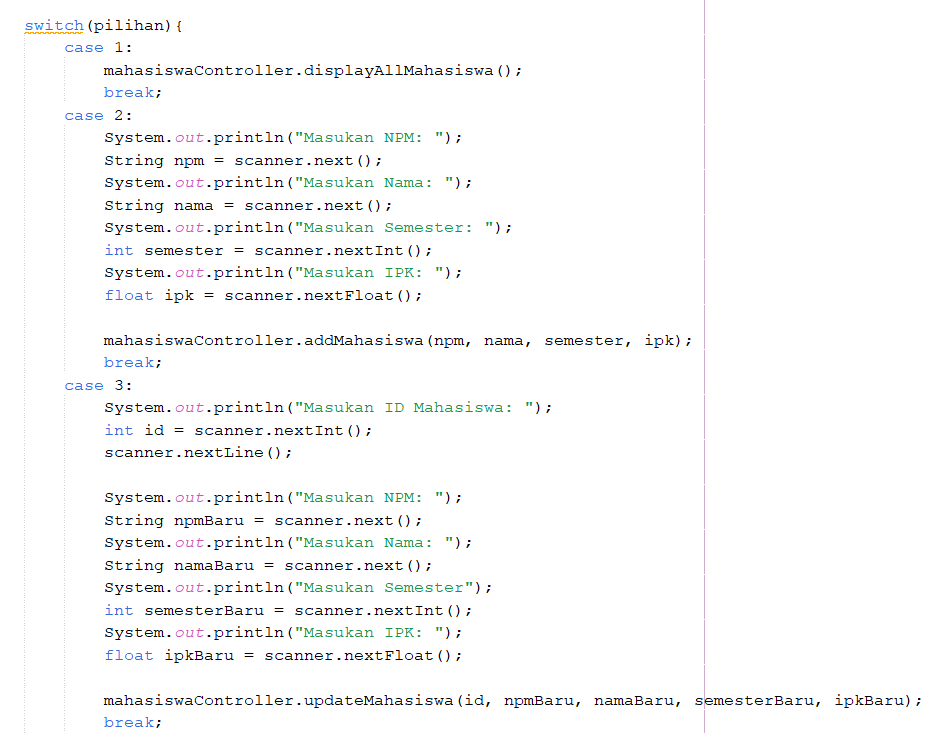 switch(pilihan){
case 1:
mahasiswaController.displayAllMahasiswa();
break;
case 2:
System.out.println("Masukan NPM: ");
String npm = scanner.next();
System.out.println("Masukan Nama: ");
String nama = scanner.next();
System.out.println("Masukan Semester: ");
int semester = scanner.nextInt();
System.out.println("Masukan IPK: ");
float ipk = scanner.nextFloat();
mahasiswaController.addMahasiswa(npm, nama, semester, ipk);
break;
case 3:
System.out.println("Masukan ID Mahasiswa: ");
int id = scanner.nextInt();
scanner.nextLine();
System.out.println("Masukan NPM: ");
String npmBaru = scanner.next();
System.out.println("Masukan Nama: ");
String namaBaru = scanner.next();
System.out.println("Masukan Semester");
int semesterBaru = scanner.nextInt();
System.out.println("Masukan IPK: ");
float ipkBaru = scanner.nextFloat();
mahasiswaController.updateMahasiswa(id, npmBaru, namaBaru, semesterBaru, ipkBaru);
break;